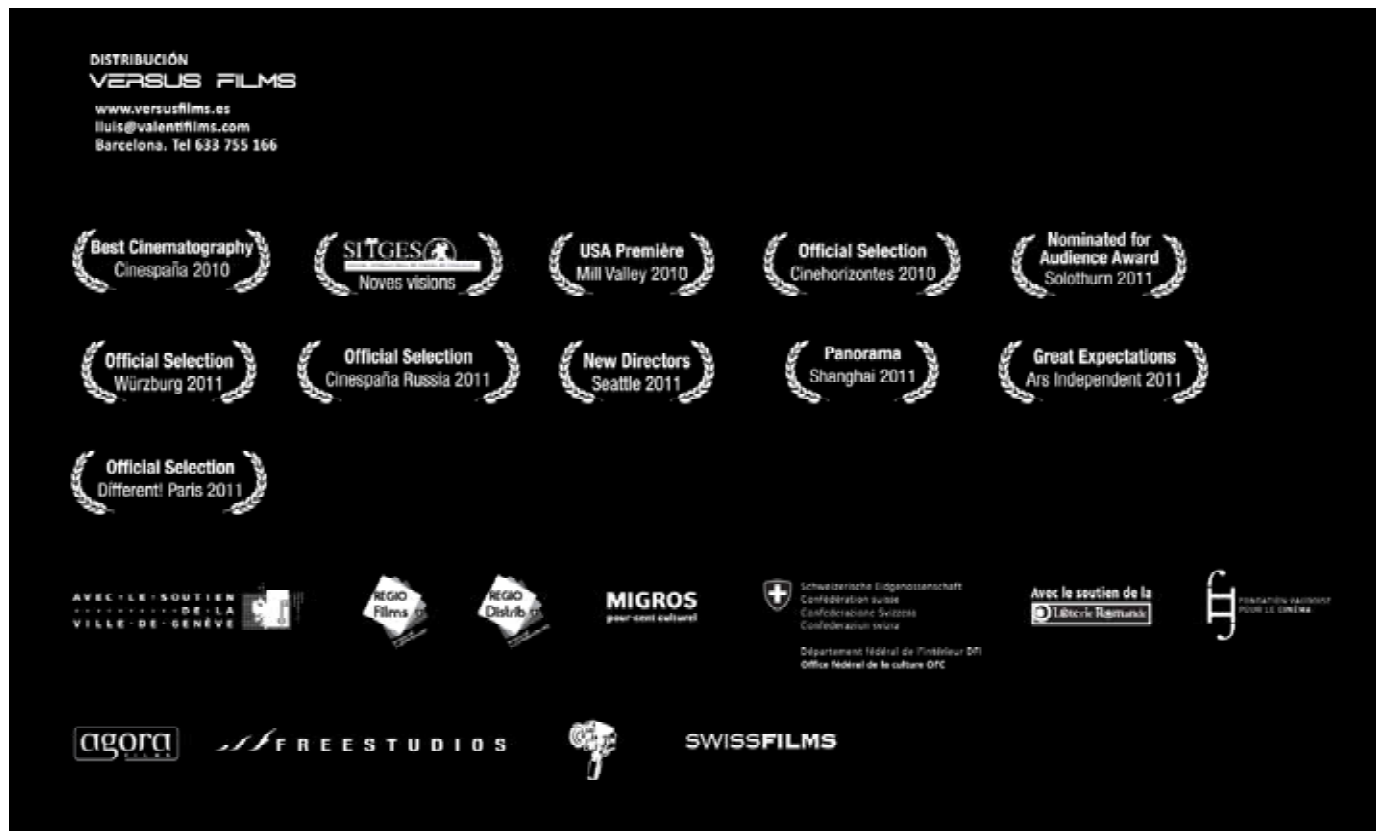 DISTRIBUCIÓN
VERSUS FILMS
www.versusfilms.es
lluis@valentifilms.com
Barcelona. Tel 633 755 166
Best Cinematography
Cinespaña 2010
SITGES
Noves visions
USA Première
Mill Valley 2010
Official Selection
Cinehorizontes 2010
Nominated for
Audience Award
Solothurn 2011
Official Selection
Würzburg 2011
Official Selection
Cinespaña Russia 2011
New Directors
Seattle 2011
Panorama
Shanghai 2011
Great Expectations
Ars Independent 2011
Official Selection
Different! Paris 2011
AVEC·LE·SOUTIEN
DE·LA
VILLE·DE·GENÈVE
REGIO
Films
REGIO
Distrib
MIGROS
pour-cent culturel
Schweizerische Eidgenossenschaft
Confédération suisse
Confederazione Svizzera
Confederaziun svizra
Département fédéral de l'intérieur DFI
Office fédéral de la culture OFC
Avec le soutien de la
Loterie Romande
FONDATION VAUDOISE
POUR LE CINÉMA
agora
FILMS
FREESTUDIOS
SWISSFILMS